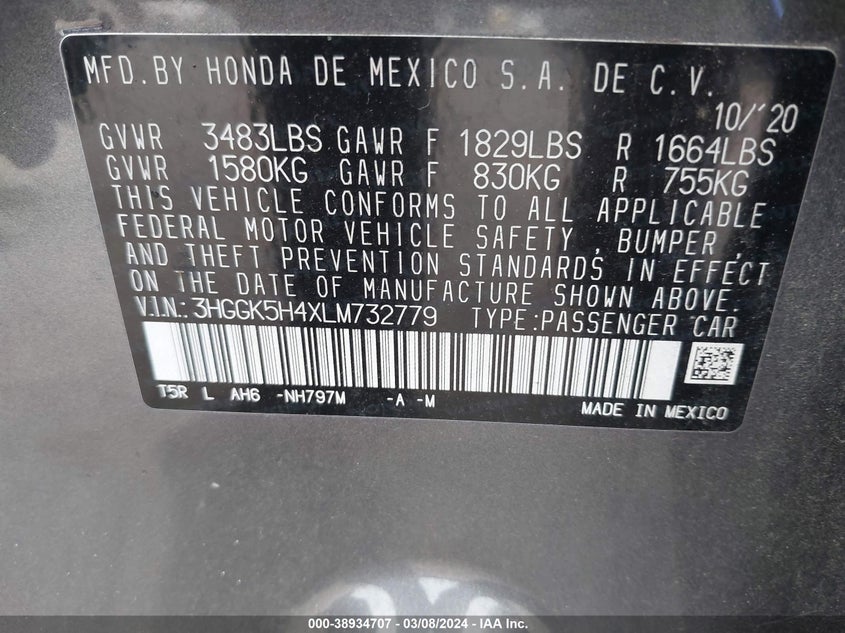 MFD.BY HONDA DE MEXICO S.A. DE C.V.
10/'20
GVWR 3483LBS GAWR F 1829LBS R 1664LBS
GVWR 1580KG GAWR F 830KG R 755KG
THIS VEHICLE CONFORMS TO ALL APPLICABLE
FEDERAL MOTOR VEHICLE SAFETY , BUMPER ,
AND THEFT PREVENTION STANDARDS IN EFFECT
ON THE DATE OF MANUFACTURE SHOWN ABOVE.
V.I.N.:3HGGK5H4XLM732779 TYPE:PASSENGER CAR
T5R L AH6 -NH797M -A -M
MADE IN MEXICO
000-38934707 - 03/08/2024 - IAA Inc.